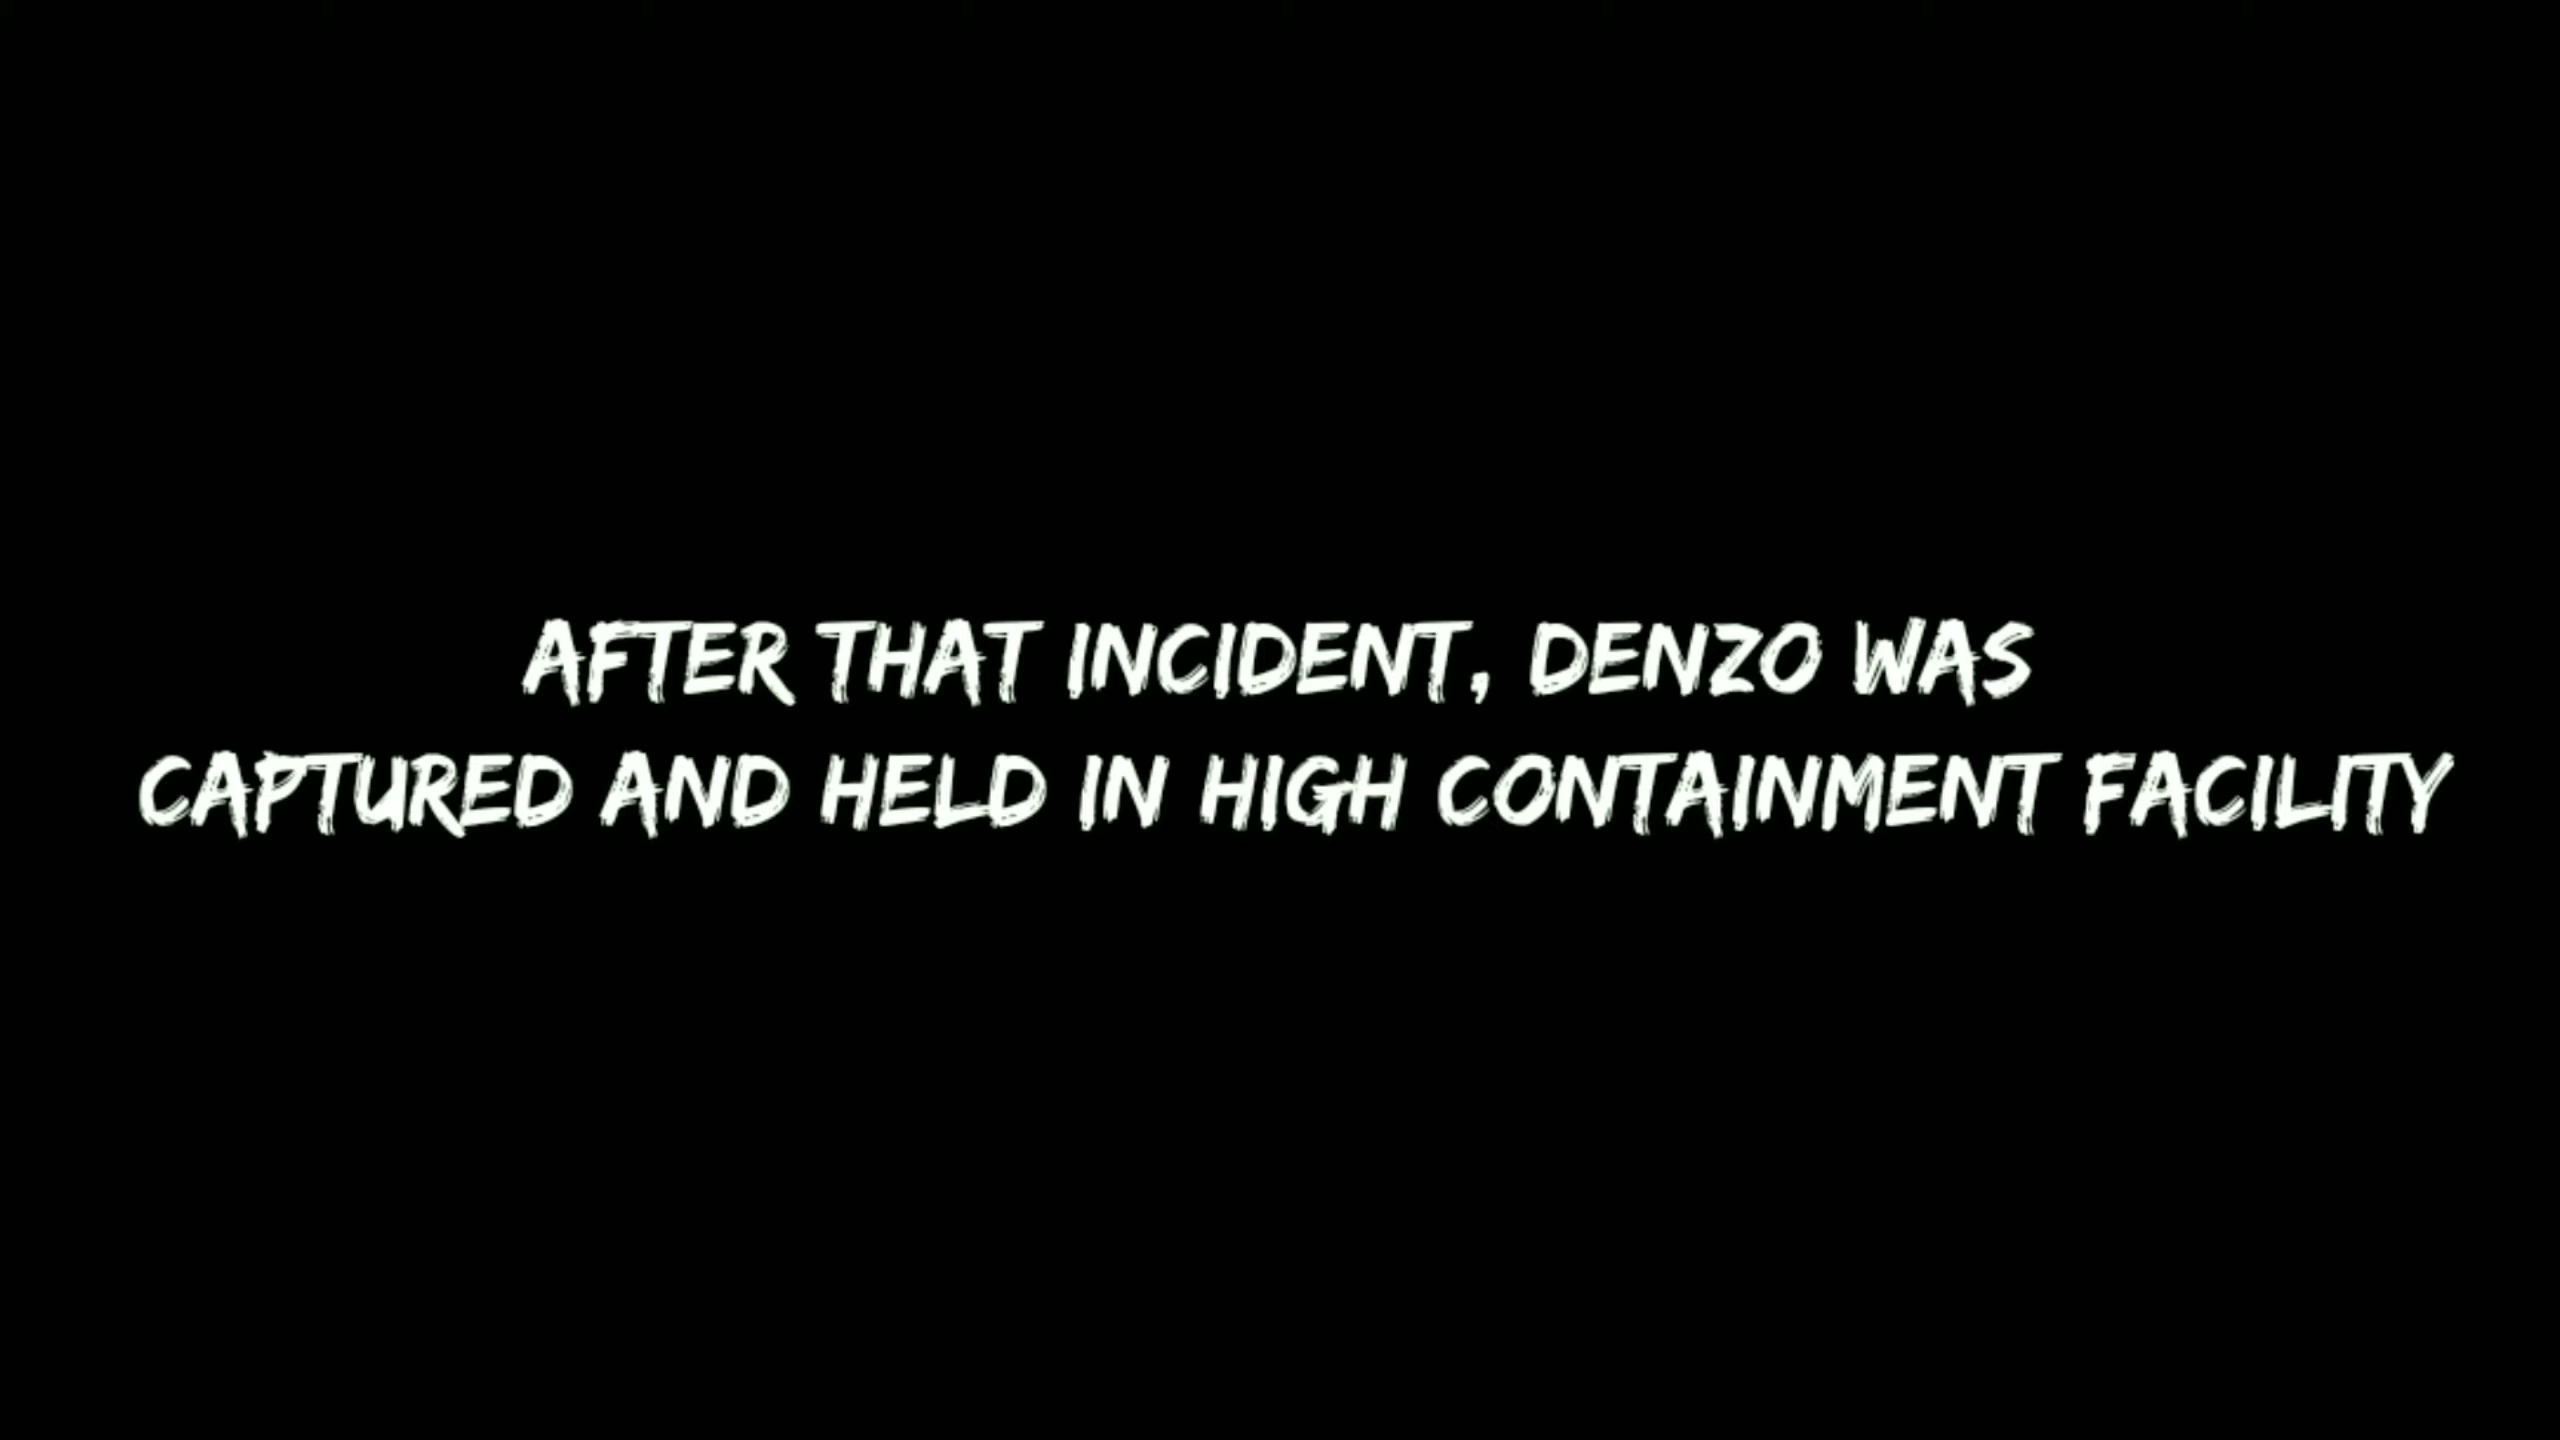 AFTER THAT INCIDENT, DENZO WAS
CAPTURED AND HELD IN HIGH CONTAINMENT FACILITY